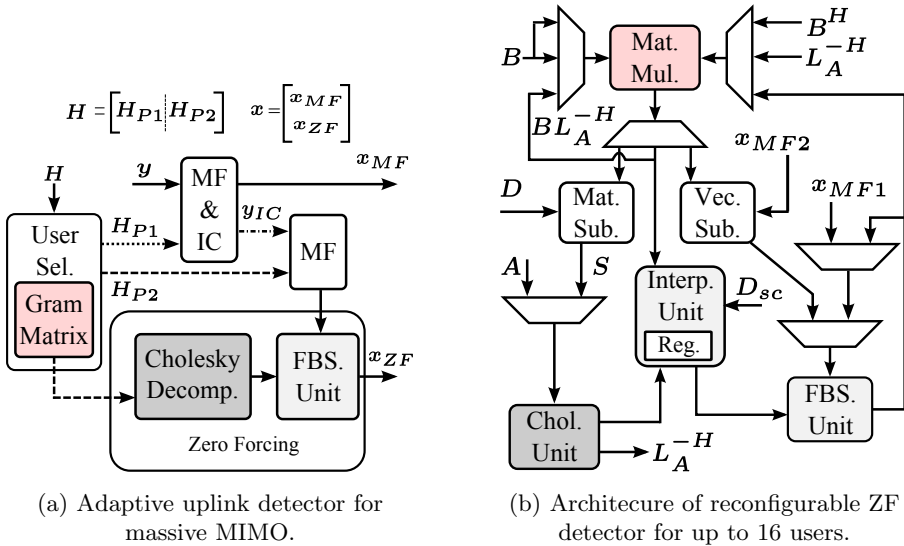 H = [H_{P1} | H_{P2}] x = [x_{MF} x_{ZF}]
H
y
MF & IC
x_{MF}
User Sel.
Gram Matrix
H_{P1}
y_{IC}
H_{P2}
MF
Cholesky Decomp.
FBS. Unit
x_{ZF}
Zero Forcing
(a) Adaptive uplink detector for
massive MIMO.
B
Mat. Mul.
B^H
L_A^{-H}
BL_A^{-H}
x_{MF2}
D
Mat. Sub.
Vec. Sub.
x_{MF1}
A
S
Interp. Unit
Reg.
D_{sc}
Chol. Unit
L_A^{-H}
FBS. Unit
(b) Architecure of reconfigurable ZF
detector for up to 16 users.